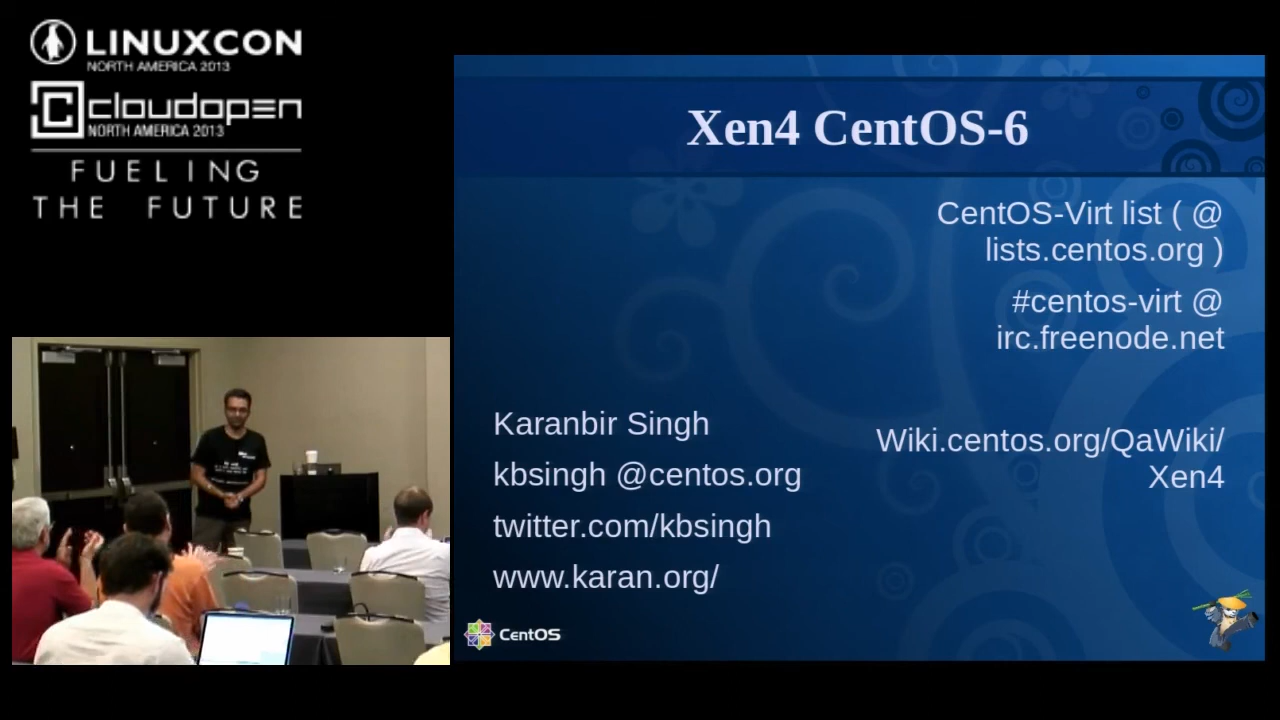 LINUXCON
NORTH AMERICA 2013
cloudopen
NORTH AMERICA 2013
FUELING
THE FUTURE
Xen4 CentOS-6
CentOS-Virt list ( @
lists.centos.org )
#centos-virt @
irc.freenode.net
Wiki.centos.org/QaWiki/
Xen4
Karanbir Singh
kbsingh @centos.org
twitter.com/kbsingh
www.karan.org/
CentOS